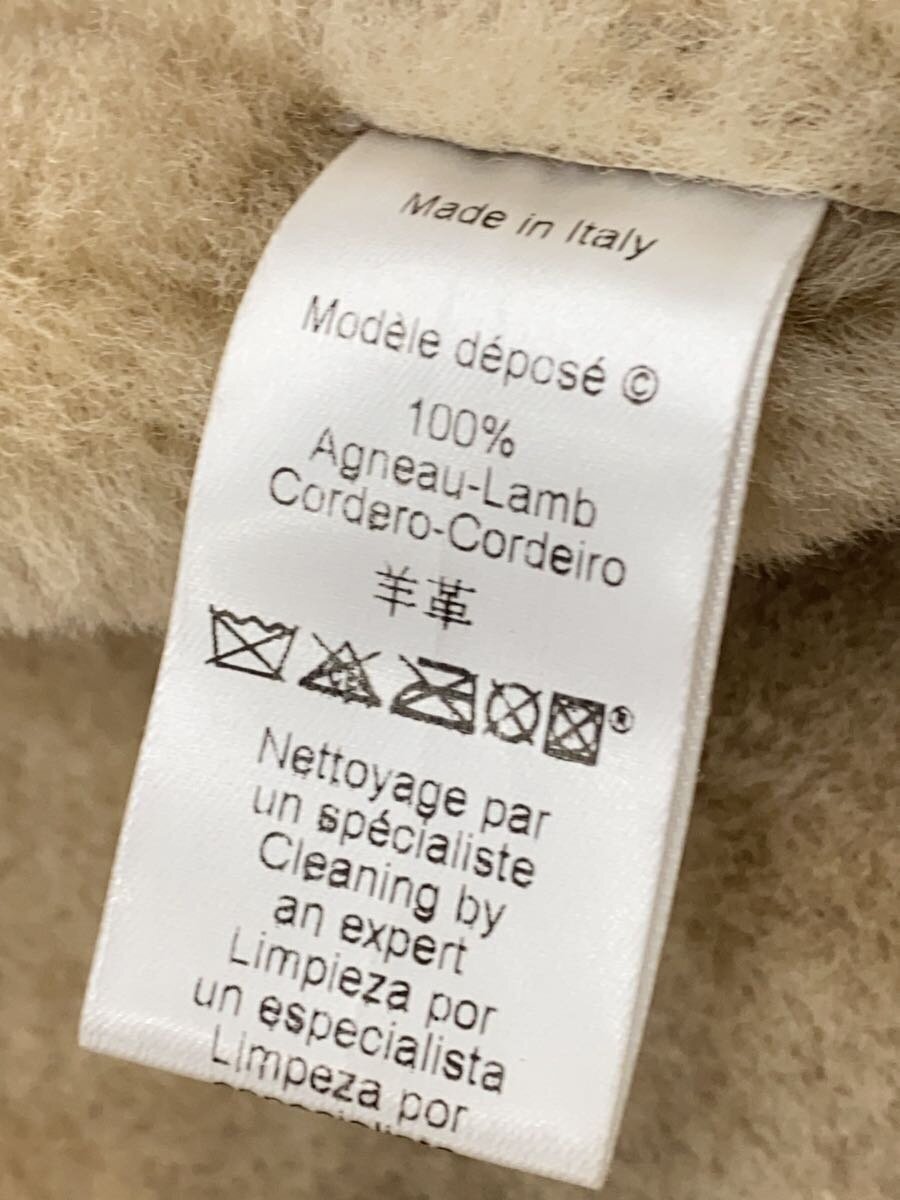 Made in Italy
Modèle déposé ©
100%
Agneau-Lamb
Cordero-Cordeiro
羊革
®
Nettoyage par
un spécialiste
Cleaning by
an expert
Limpieza por
un especialista
Limpeza por